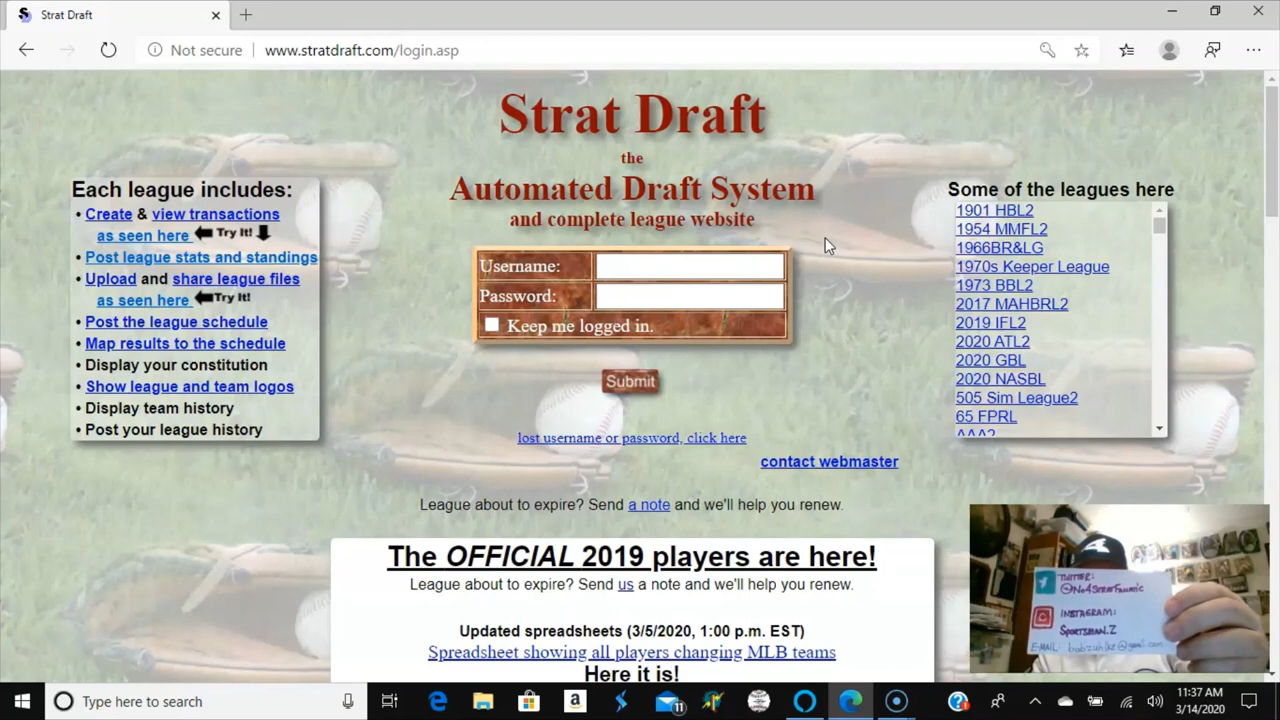 Strat Draft
Not secure
www.stratdraft.com/login.asp
Strat Draft
the
Automated Draft System
and complete league website
Each league includes:
• Create & view transactions
as seen here Try It!
• Post league stats and standings
• Upload and share league files
as seen here Try It!
• Post the league schedule
• Map results to the schedule
• Display your constitution
• Show league and team logos
• Display team history
• Post your league history
Username:
Password:
Keep me logged in.
Submit
lost username or password, click here
contact webmaster
League about to expire? Send a note and we'll help you renew.
Some of the leagues here
1901 HBL2
1954 MMFL2
1966BR&LG
1970s Keeper League
1973 BBL2
2017 MAHBRL2
2019 IFL2
2020 ATL2
2020 GBL
2020 NASBL
505 Sim League2
65 FPRL
AAA2
The OFFICIAL 2019 players are here!
League about to expire? Send us a note and we'll help you renew.
Updated spreadsheets (3/5/2020, 1:00 p.m. EST)
Spreadsheet showing all players changing MLB teams
Here it is!
TWITTER:
@No4StratFanatic
INSTAGRAM:
SPORTSMAN.Z
E-MAIL: bobzuhlke@gmail.com
Type here to search
11
11:37 AM
3/14/2020